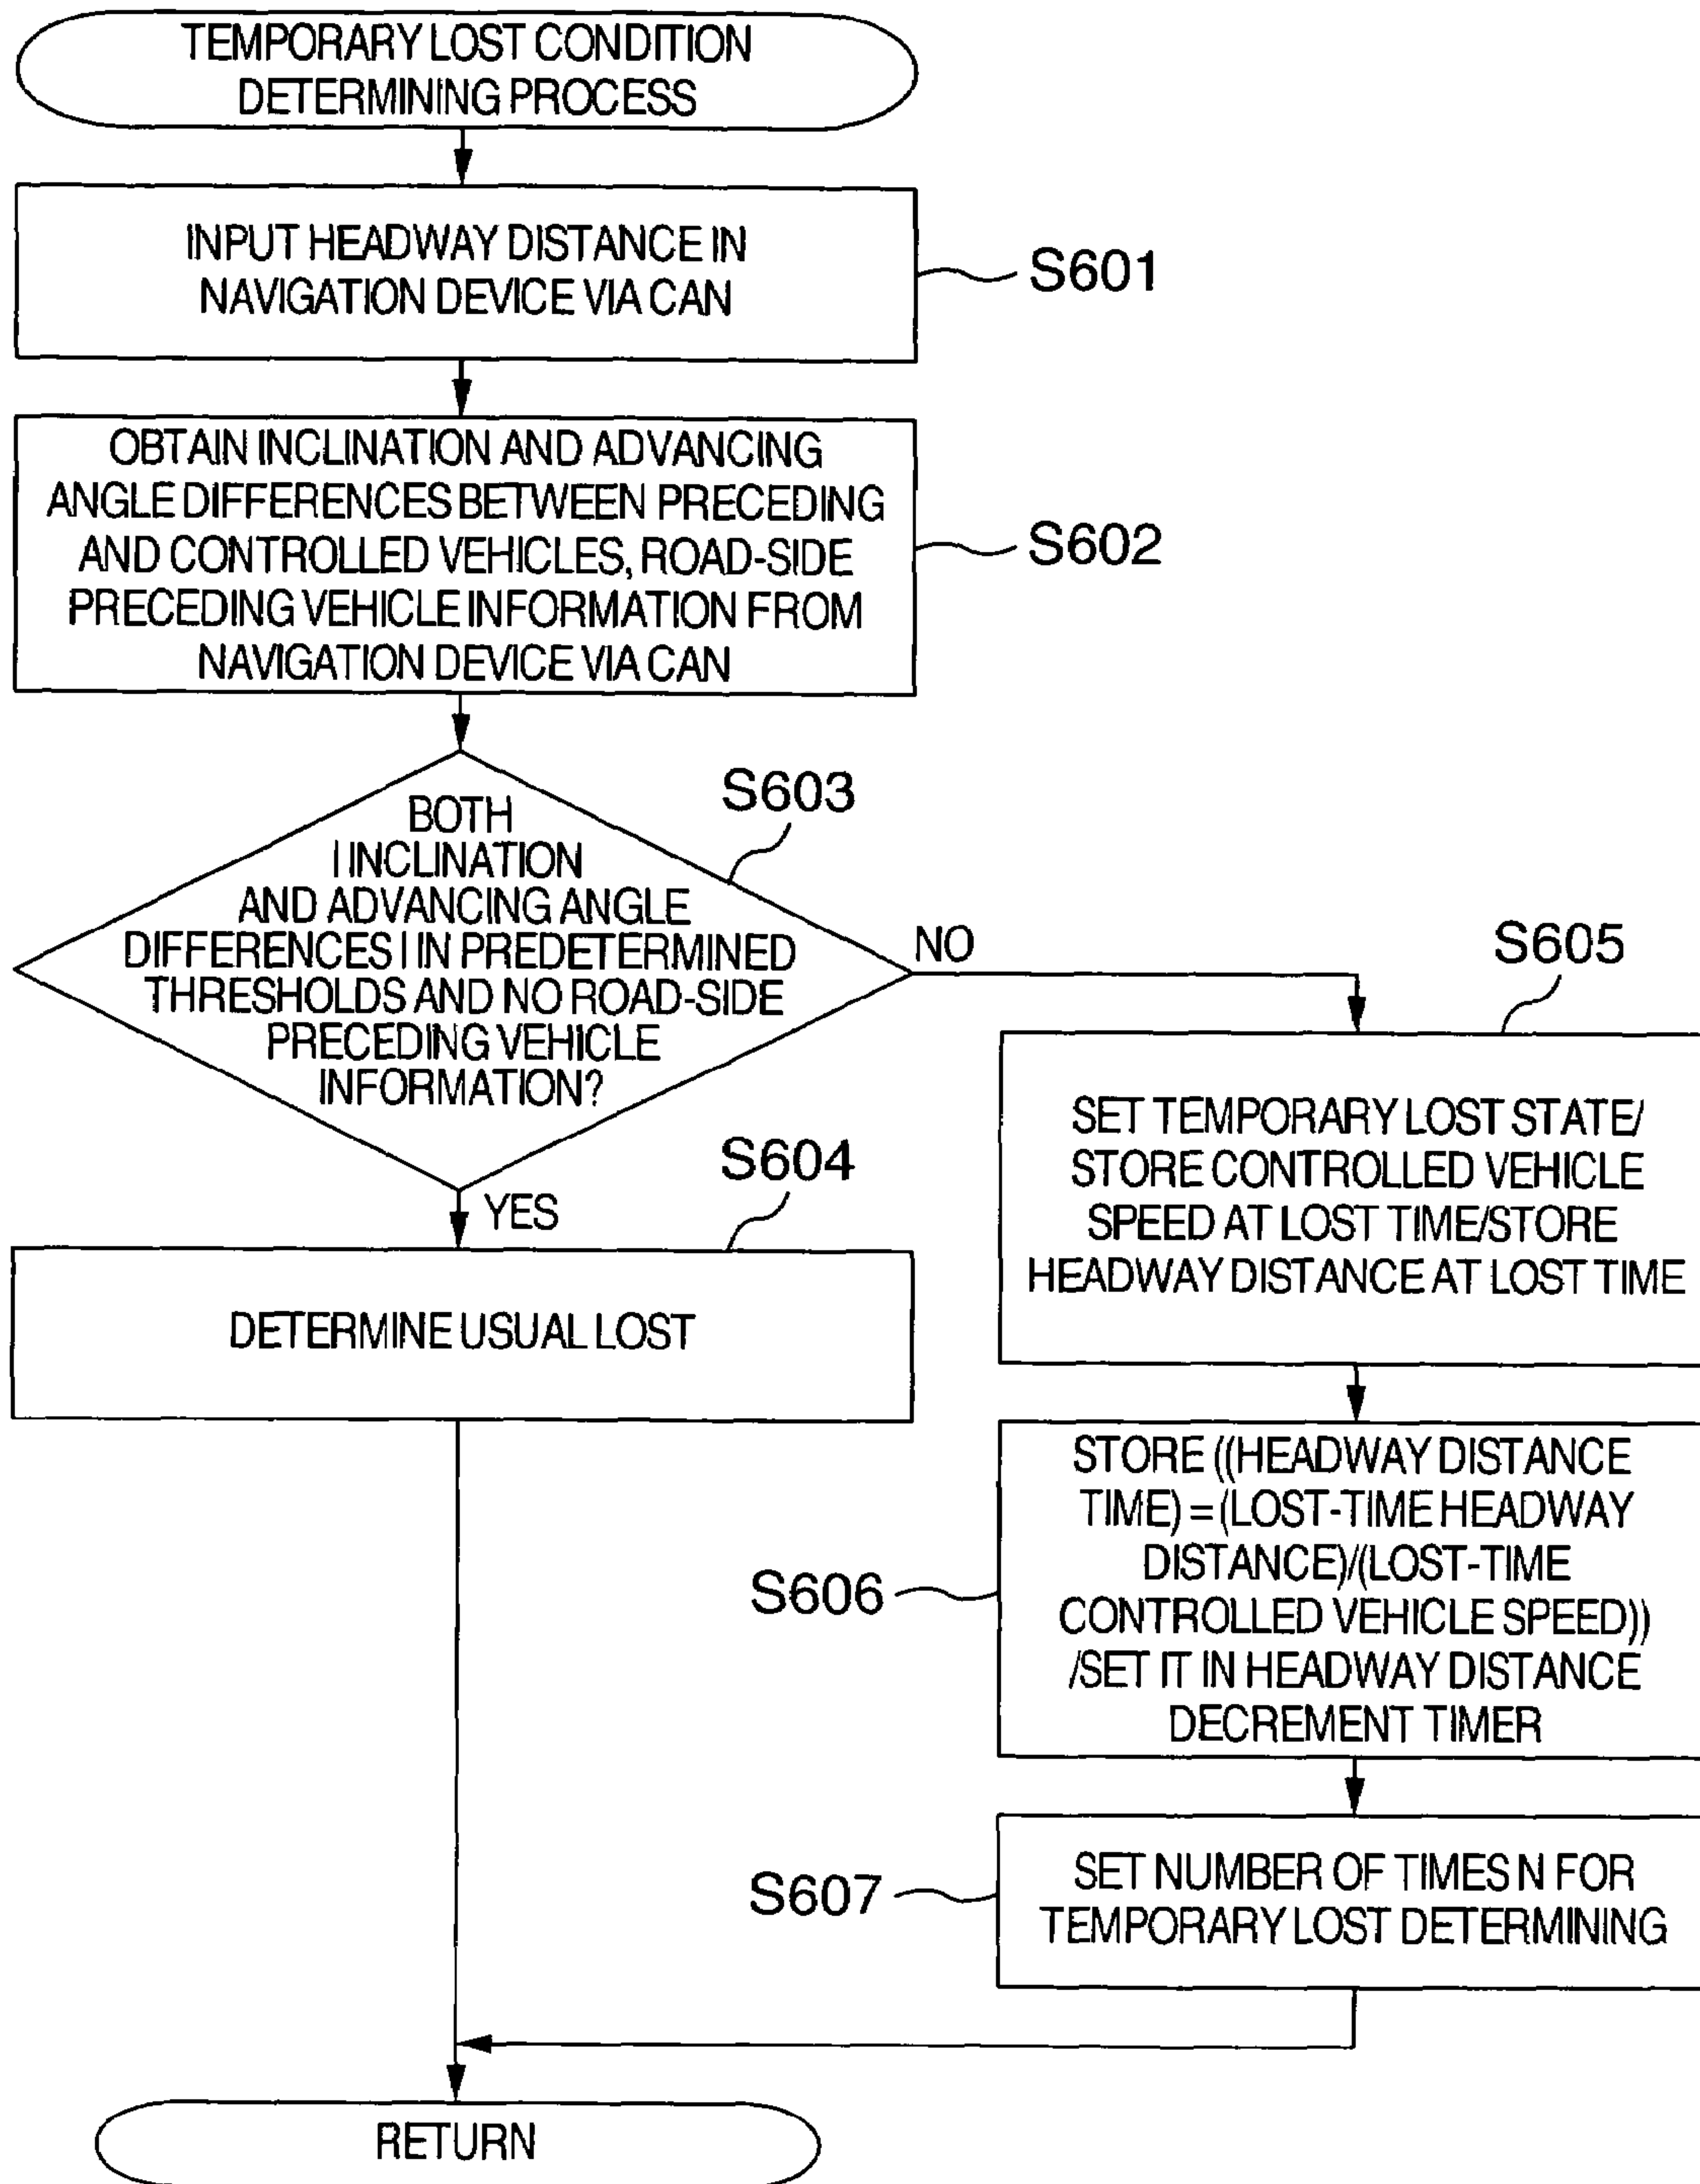 TEMPORARY LOST CONDITION
DETERMINING PROCESS
INPUT HEADWAY DISTANCE IN
NAVIGATION DEVICE VIA CAN
S601
OBTAIN INCLINATION AND ADVANCING
ANGLE DIFFERENCES BETWEEN PRECEDING
AND CONTROLLED VEHICLES, ROAD-SIDE
PRECEDING VEHICLE INFORMATION FROM
NAVIGATION DEVICE VIA CAN
S602
BOTH
| INCLINATION
AND ADVANCING ANGLE
DIFFERENCES | IN PREDETERMINED
THRESHOLDS AND NO ROAD-SIDE
PRECEDING VEHICLE
INFORMATION?
S603
NO
YES
S604
DETERMINE USUAL LOST
S605
SET TEMPORARY LOST STATE/
STORE CONTROLLED VEHICLE
SPEED AT LOST TIME/STORE
HEADWAY DISTANCE AT LOST TIME
STORE ((HEADWAY DISTANCE
TIME) = (LOST-TIME HEADWAY
DISTANCE)/(LOST-TIME
CONTROLLED VEHICLE SPEED))
/SET IT IN HEADWAY DISTANCE
DECREMENT TIMER
S606
SET NUMBER OF TIMES N FOR
TEMPORARY LOST DETERMINING
S607
RETURN